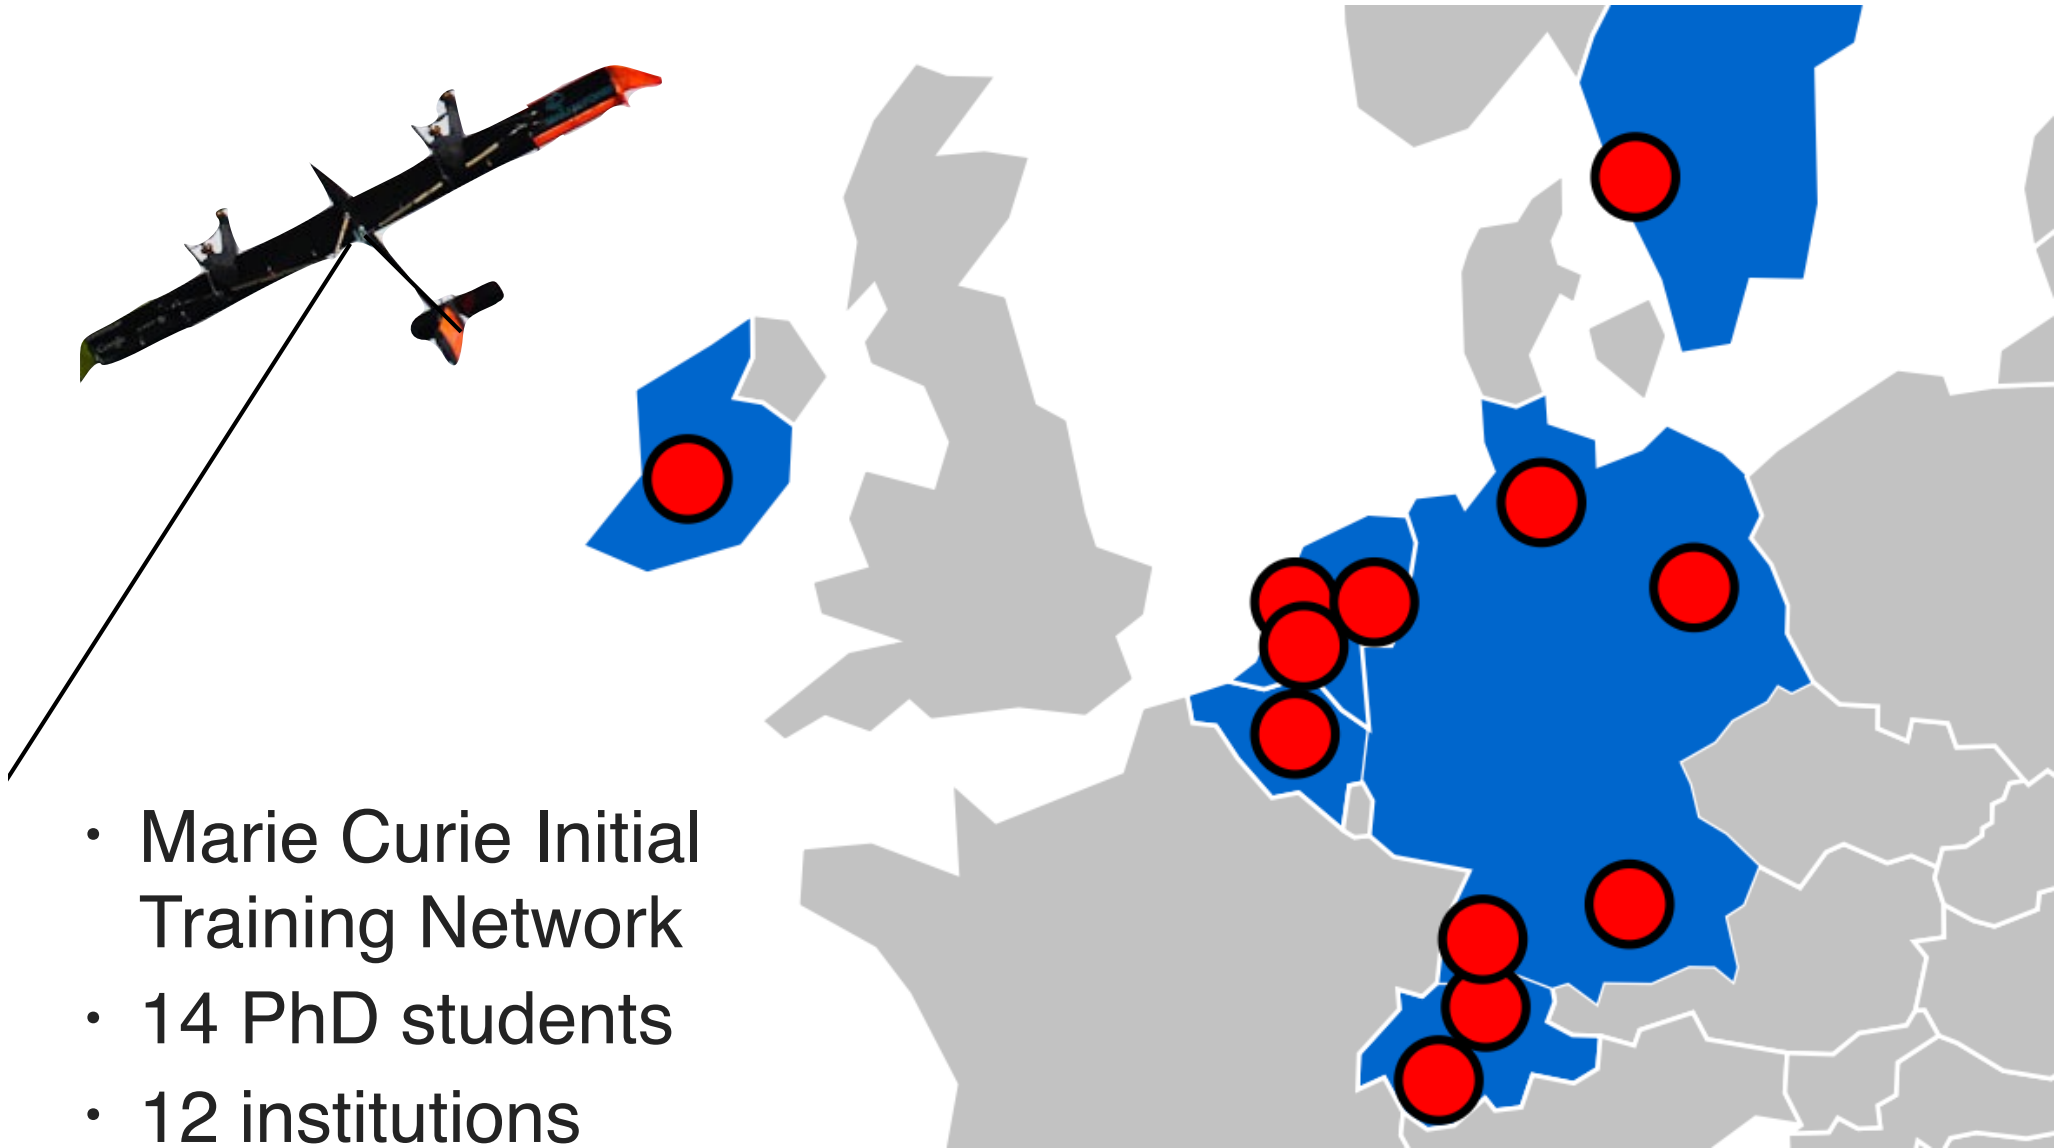 • Marie Curie Initial
Training Network
• 14 PhD students
• 12 institutions